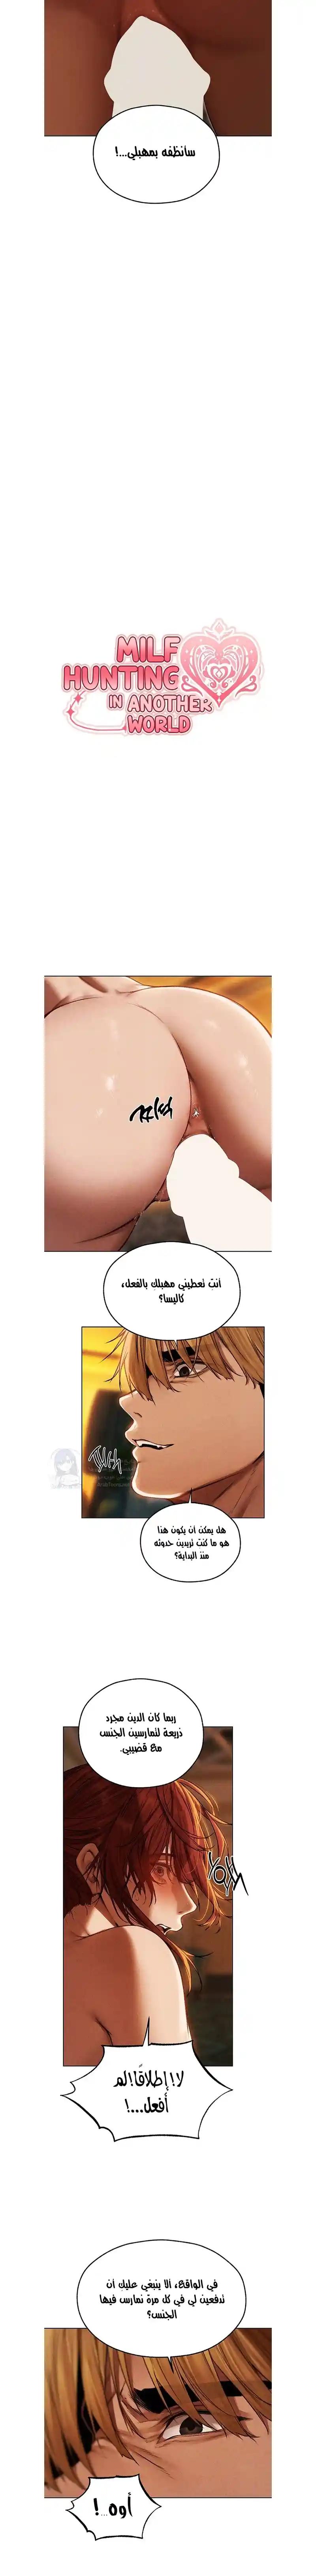 سأنظفه بمهبلي...!
MILF
HUNTING
IN ANOTHER
WORLD
أنتِ تعطيني مهبلكِ بالفعل،
كاليسا؟
هل يمكن أن يكون هذا
هو ما كنتِ تريدين حدوثه
منذ البداية؟
ربما كان الدين مجرد
ذريعة لتمارسين الجنس
مع قضيبي.
لا! إطلاقًا! لم
أفعل...!
في الواقع، ألا ينبغي عليكِ أن
تدفعين لي في كل مرة نمارس فيها
الجنس؟
أوه...!